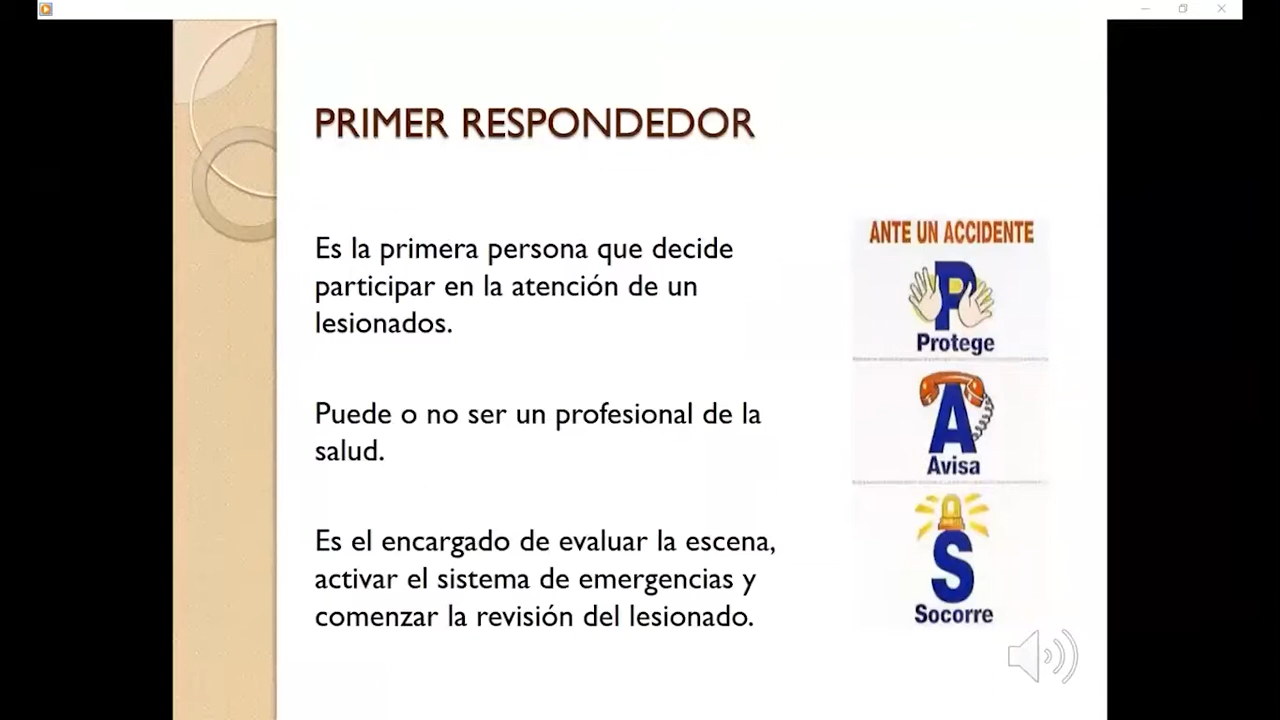 PRIMER RESPONDEDOR
Es la primera persona que decide
participar en la atención de un
lesionados.
Puede o no ser un profesional de la
salud.
Es el encargado de evaluar la escena,
activar el sistema de emergencias y
comenzar la revisión del lesionado.
ANTE UN ACCIDENTE
P
Protege
A
Avisa
S
Socorre